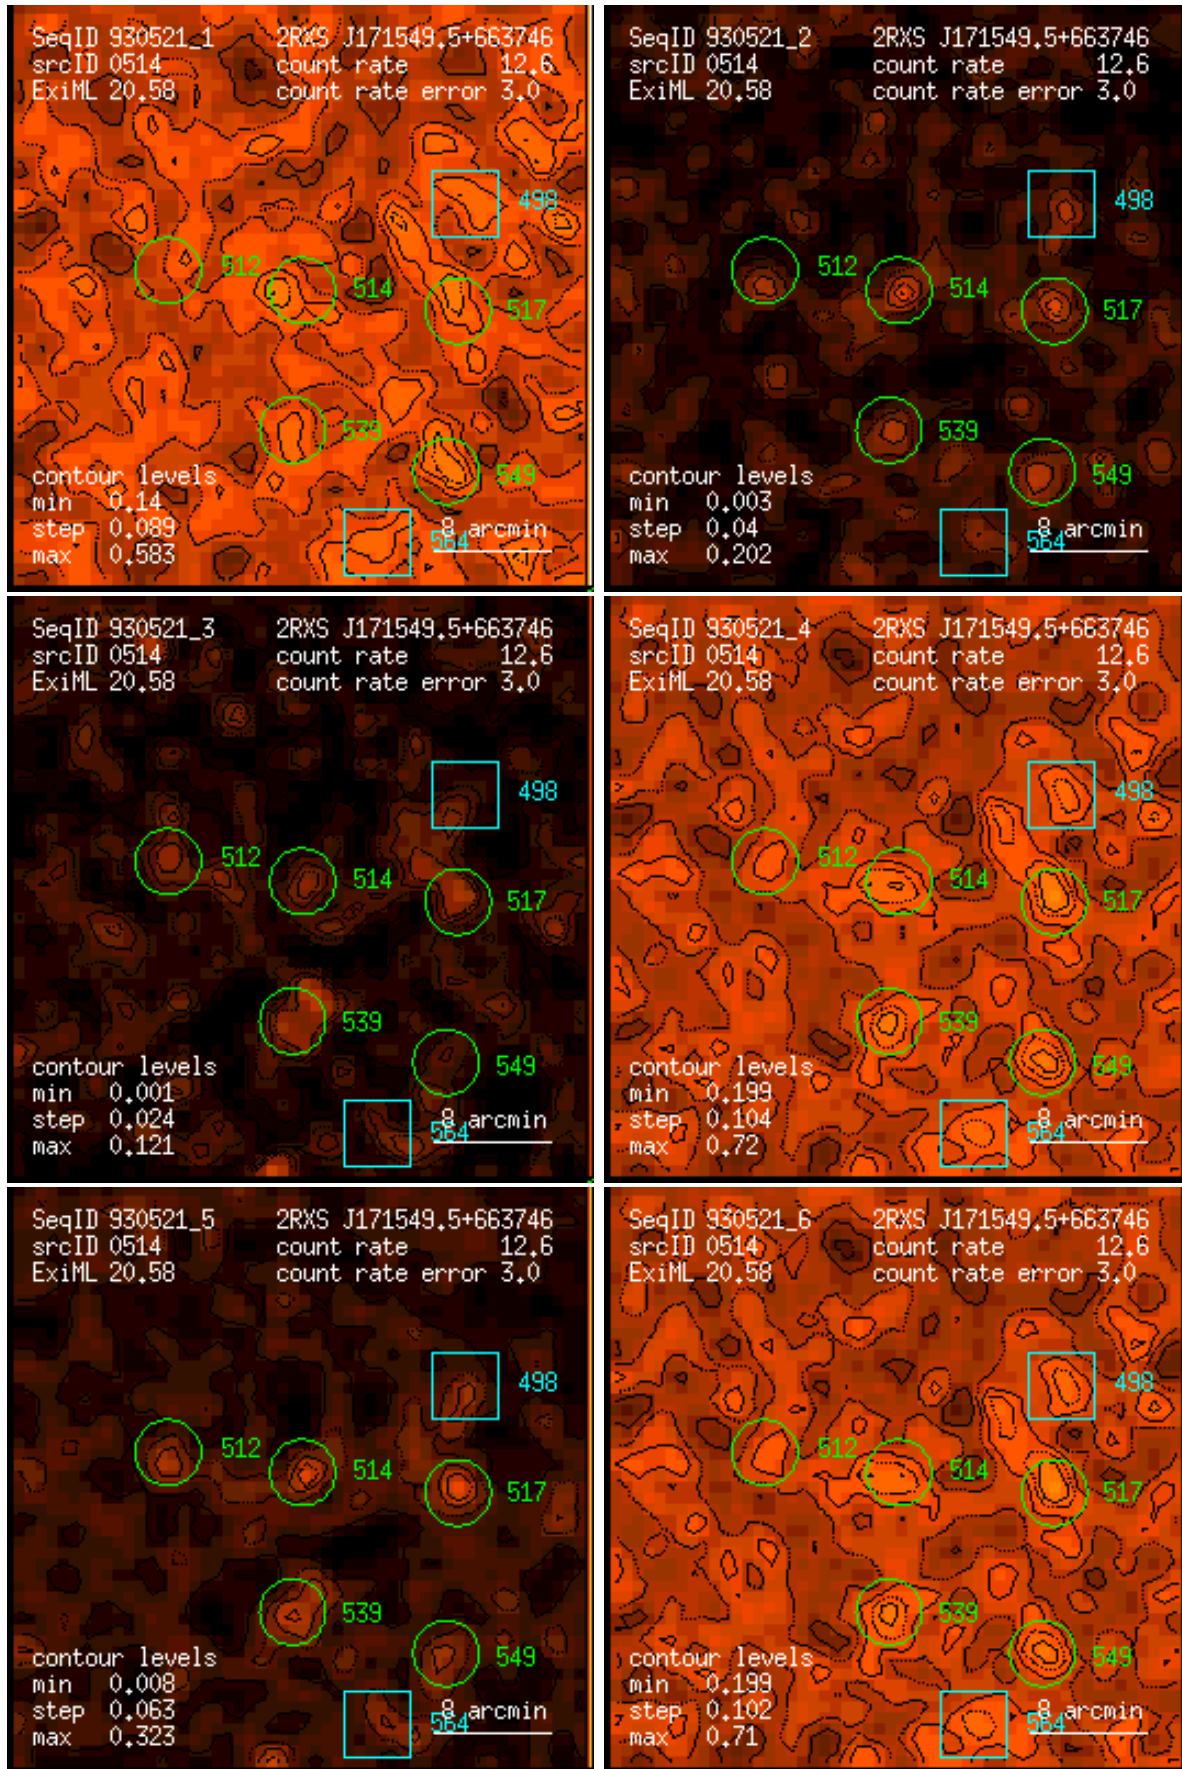 SeqID 930521_1 2RXS J171549.5+663746
srcID 0514 count rate 12.6
ExiML 20.58 count rate error 3.0
498
512
514
517
539
549
564
contour levels
min 0.14
step 0.089
max 0.583
8 arcmin
SeqID 930521_2 2RXS J171549.5+663746
srcID 0514 count rate 12.6
ExiML 20.58 count rate error 3.0
498
512
514
517
539
549
564
contour levels
min 0.003
step 0.04
max 0.202
8 arcmin
SeqID 930521_3 2RXS J171549.5+663746
srcID 0514 count rate 12.6
ExiML 20.58 count rate error 3.0
498
512
514
517
539
549
564
contour levels
min 0.001
step 0.024
max 0.121
8 arcmin
SeqID 930521_4 2RXS J171549.5+663746
srcID 0514 count rate 12.6
ExiML 20.58 count rate error 3.0
498
512
514
517
539
549
564
contour levels
min 0.199
step 0.104
max 0.72
8 arcmin
SeqID 930521_5 2RXS J171549.5+663746
srcID 0514 count rate 12.6
ExiML 20.58 count rate error 3.0
498
512
514
517
539
549
564
contour levels
min 0.008
step 0.063
max 0.323
8 arcmin
SeqID 930521_6 2RXS J171549.5+663746
srcID 0514 count rate 12.6
ExiML 20.58 count rate error 3.0
498
512
514
517
539
549
564
contour levels
min 0.199
step 0.102
max 0.71
8 arcmin